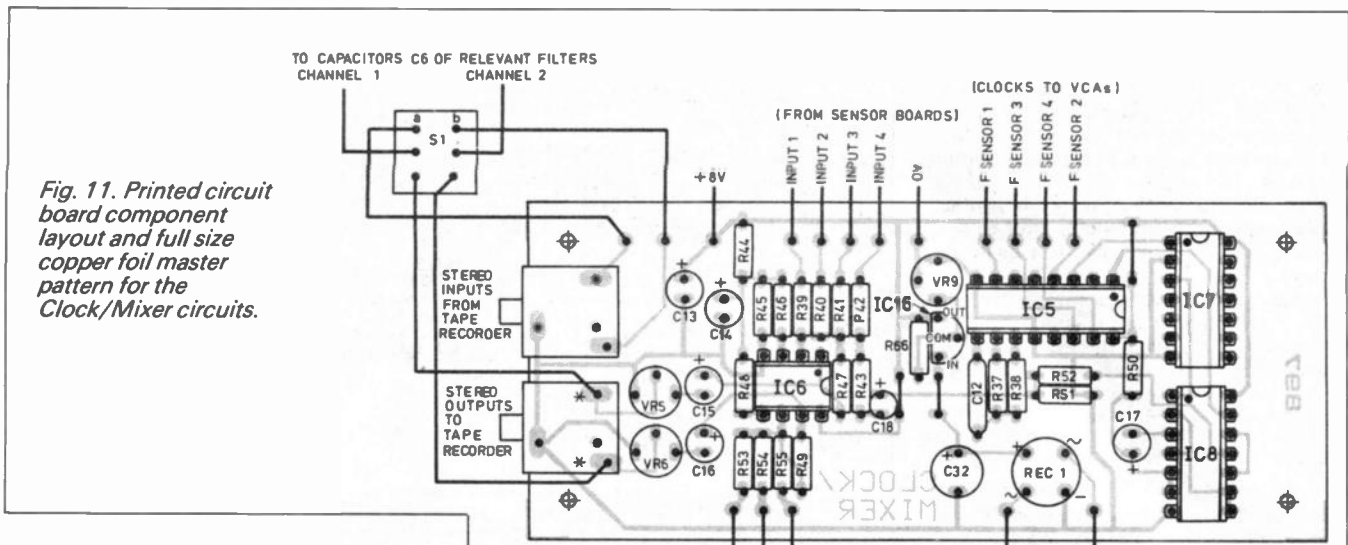 TO CAPACITORS C6 OF RELEVANT FILTERS
CHANNEL 1 CHANNEL 2
(CLOCKS TO VCAs)
(FROM SENSOR BOARDS)
a b
S1
Fig. 11. Printed circuit
board component
layout and full size
copper foil master
pattern for the
Clock/Mixer circuits.
+8V
INPUT 1
INPUT 2
INPUT 3
INPUT 4
0V
F SENSOR 1
F SENSOR 3
F SENSOR 4
F SENSOR 2
STEREO
INPUTS
FROM
TAPE
RECORDER
R44
+
C13
+
C14
R45
R46
R39
R40
R41
R42
IC16
VR9
OUT
COM
IN
R66
IC5
IC7
STEREO
OUTPUTS
TO
TAPE
RECORDER
*
*
VR5
C15
+
R48
IC6
R47
R43
+
C18
C12
R37
R38
R52
R51
R50
VR6
C16
+
R53
R54
R55
R49
CLOCK/
MIXER
+
C32
+
~
REC 1
~
-
C17
+
IC8
897